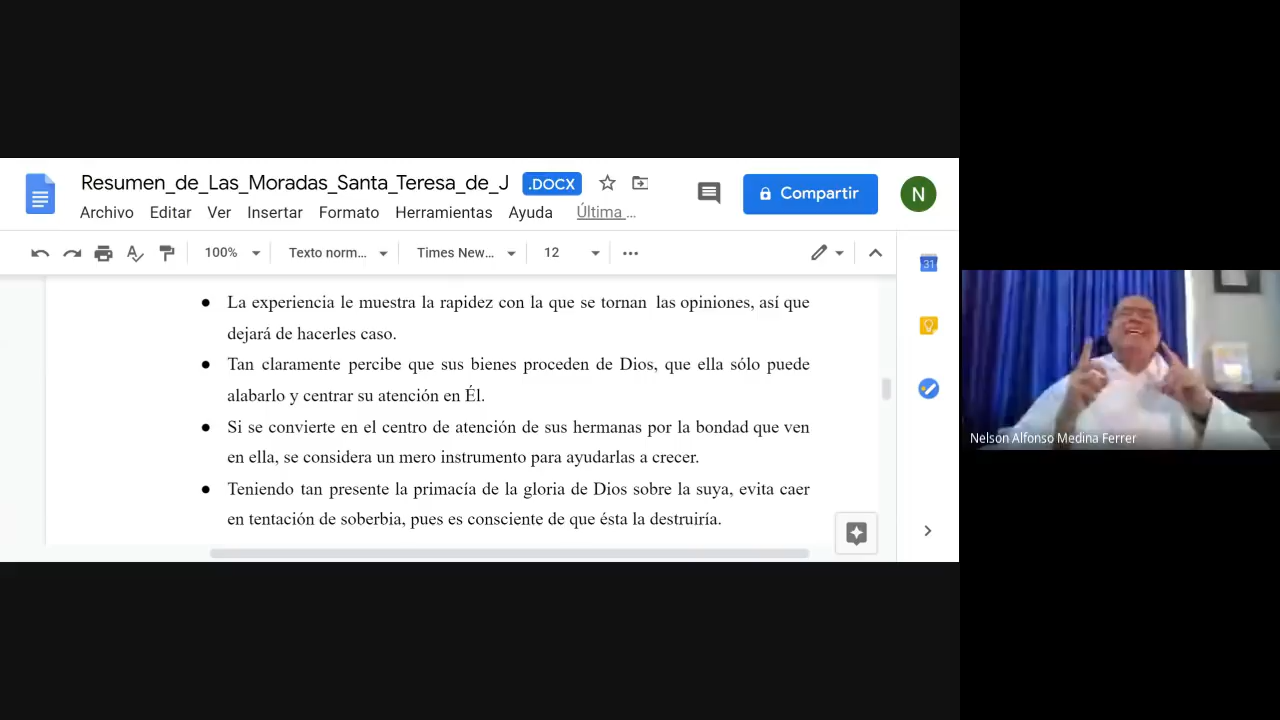 Resumen_de_Las_Moradas_Santa_Teresa_de_J .DOCX
Compartir
N
Archivo Editar Ver Insertar Formato Herramientas Ayuda Última ...
100% Texto norm... Times New... 12
31
● La experiencia le muestra la rapidez con la que se tornan las opiniones, así que
dejará de hacerles caso.
● Tan claramente percibe que sus bienes proceden de Dios, que ella sólo puede
alabarlo y centrar su atención en Él.
● Si se convierte en el centro de atención de sus hermanas por la bondad que ven
en ella, se considera un mero instrumento para ayudarlas a crecer.
● Teniendo tan presente la primacía de la gloria de Dios sobre la suya, evita caer
en tentación de soberbia, pues es consciente de que ésta la destruiría.
Nelson Alfonso Medina Ferrer